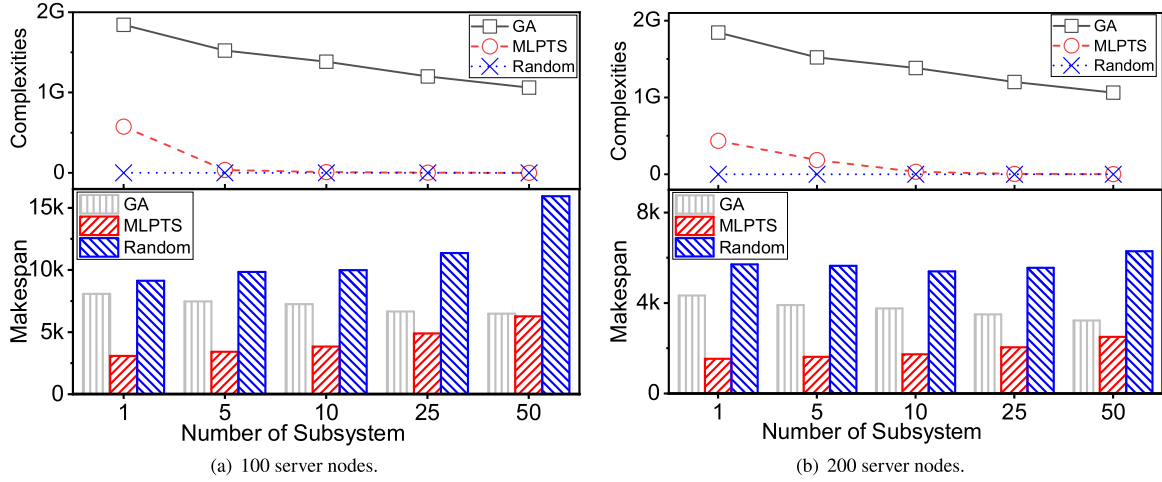 2G
1G
0
Complexities
GA
MLPTS
Random
15k
10k
5k
0
Makespan
GA
MLPTS
Random
1 5 10 25 50
Number of Subsystem
(a) 100 server nodes.
2G
1G
0
Complexities
GA
MLPTS
Random
8k
4k
0
Makespan
GA
MLPTS
Random
1 5 10 25 50
Number of Subsystem
(b) 200 server nodes.